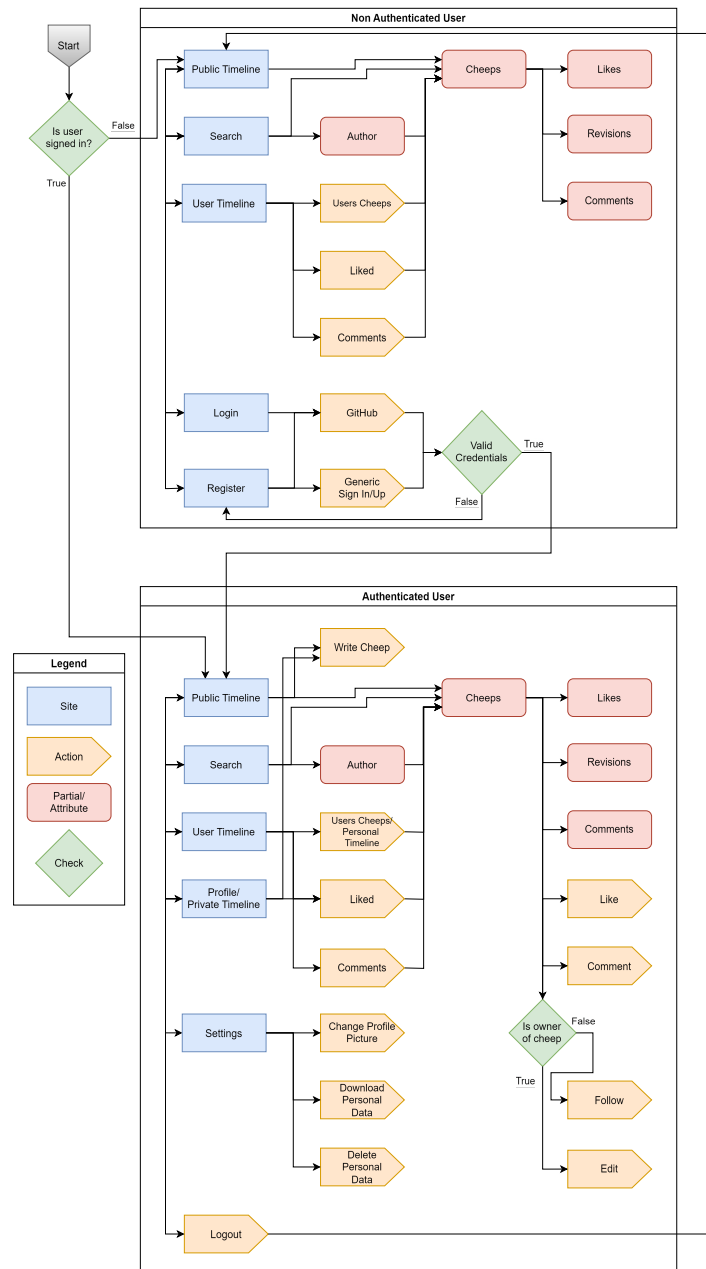 Non Authenticated User
Start
Public Timeline
Cheeps
Likes
Is user
signed in?
False
True
Search
Author
Revisions
User Timeline
Users Cheeps
Comments
Liked
Comments
Login
GitHub
Valid
Credentials
True
False
Register
Generic
Sign In/Up
Authenticated User
Write Cheep
Legend
Site
Action
Partial/
Attribute
Check
Public Timeline
Cheeps
Likes
Search
Author
Revisions
User Timeline
Users Cheeps/
Personal
Timeline
Comments
Profile/
Private Timeline
Liked
Like
Comments
Comment
Settings
Change Profile
Picture
Is owner
of cheep
False
True
Download
Personal
Data
Follow
Delete
Personal
Data
Edit
Logout